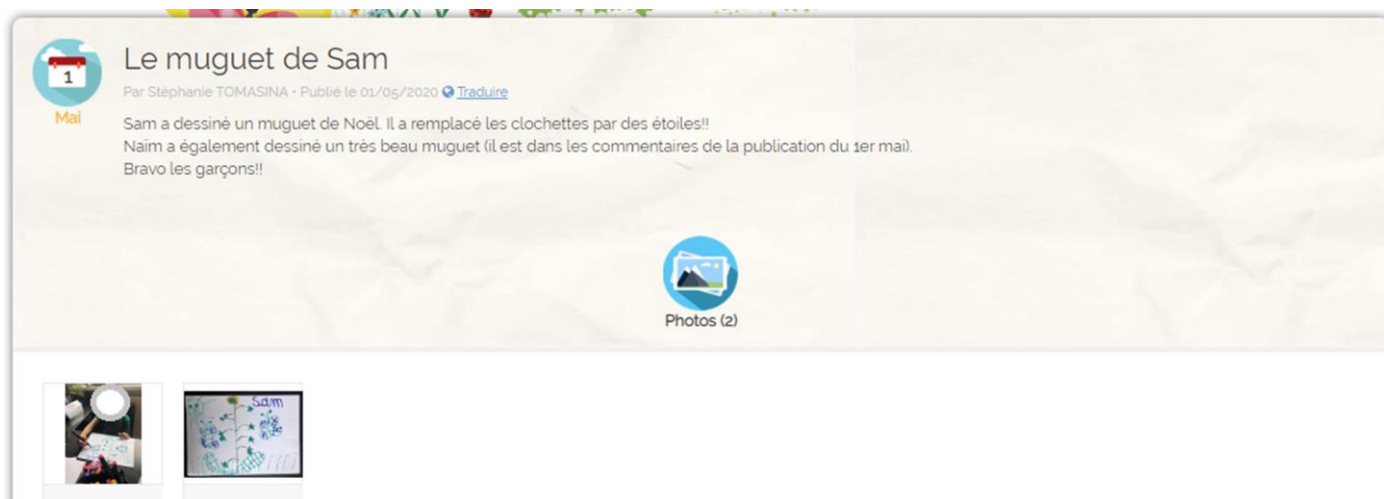 1
Mai
Le muguet de Sam
Par Stéphanie TOMASINA • Publié le 01/05/2020 Traduire
Sam a dessiné un muguet de Noël. Il a remplacé les clochettes par des étoiles!!
Naïm a également dessiné un très beau muguet (il est dans les commentaires de la publication du 1er mai).
Bravo les garçons!!
Photos (2)
Sam